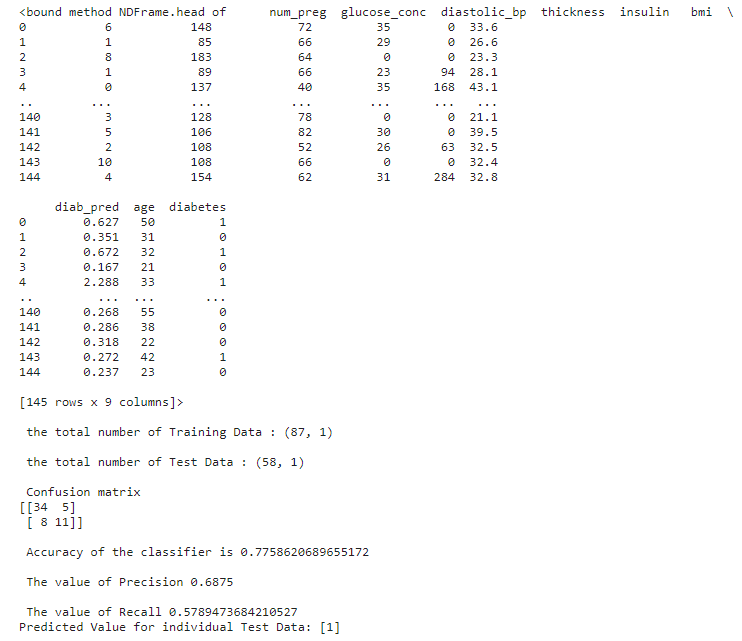 <bound method NDFrame.head of      num_preg  glucose_conc  diastolic_bp  thickness  insulin   bmi  \
0           6           148            72         35        0  33.6
1           1            85            66         29        0  26.6
2           8           183            64          0        0  23.3
3           1            89            66         23       94  28.1
4           0           137            40         35      168  43.1
..        ...           ...           ...        ...      ...   ...
140         3           128            78          0        0  21.1
141         5           106            82         30        0  39.5
142         2           108            52         26       63  32.5
143        10           108            66          0        0  32.4
144         4           154            62         31      284  32.8
     diab_pred  age  diabetes
0        0.627   50         1
1        0.351   31         0
2        0.672   32         1
3        0.167   21         0
4        2.288   33         1
..         ...  ...       ...
140      0.268   55         0
141      0.286   38         0
142      0.318   22         0
143      0.272   42         1
144      0.237   23         0
[145 rows x 9 columns]>
the total number of Training Data : (87, 1)
the total number of Test Data : (58, 1)
Confusion matrix
[[34  5]
 [ 8 11]]
Accuracy of the classifier is 0.7758620689655172
The value of Precision 0.6875
The value of Recall 0.5789473684210527
Predicted Value for individual Test Data: [1]